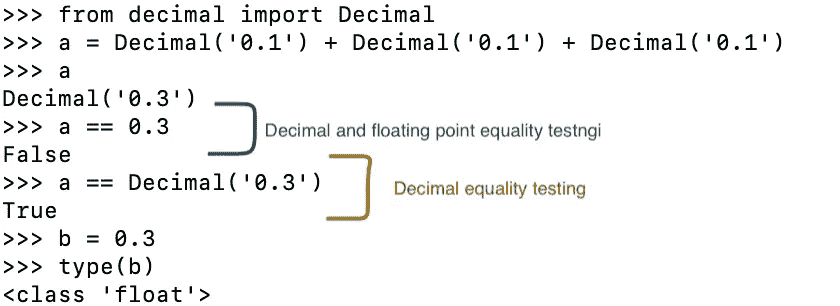 >>> from decimal import Decimal
>>> a = Decimal('0.1') + Decimal('0.1') + Decimal('0.1')
>>> a
Decimal('0.3')
>>> a == 0.3
Decimal and floating point equality testngi
False
>>> a == Decimal('0.3')
Decimal equality testing
True
>>> b = 0.3
>>> type(b)
<class 'float'>